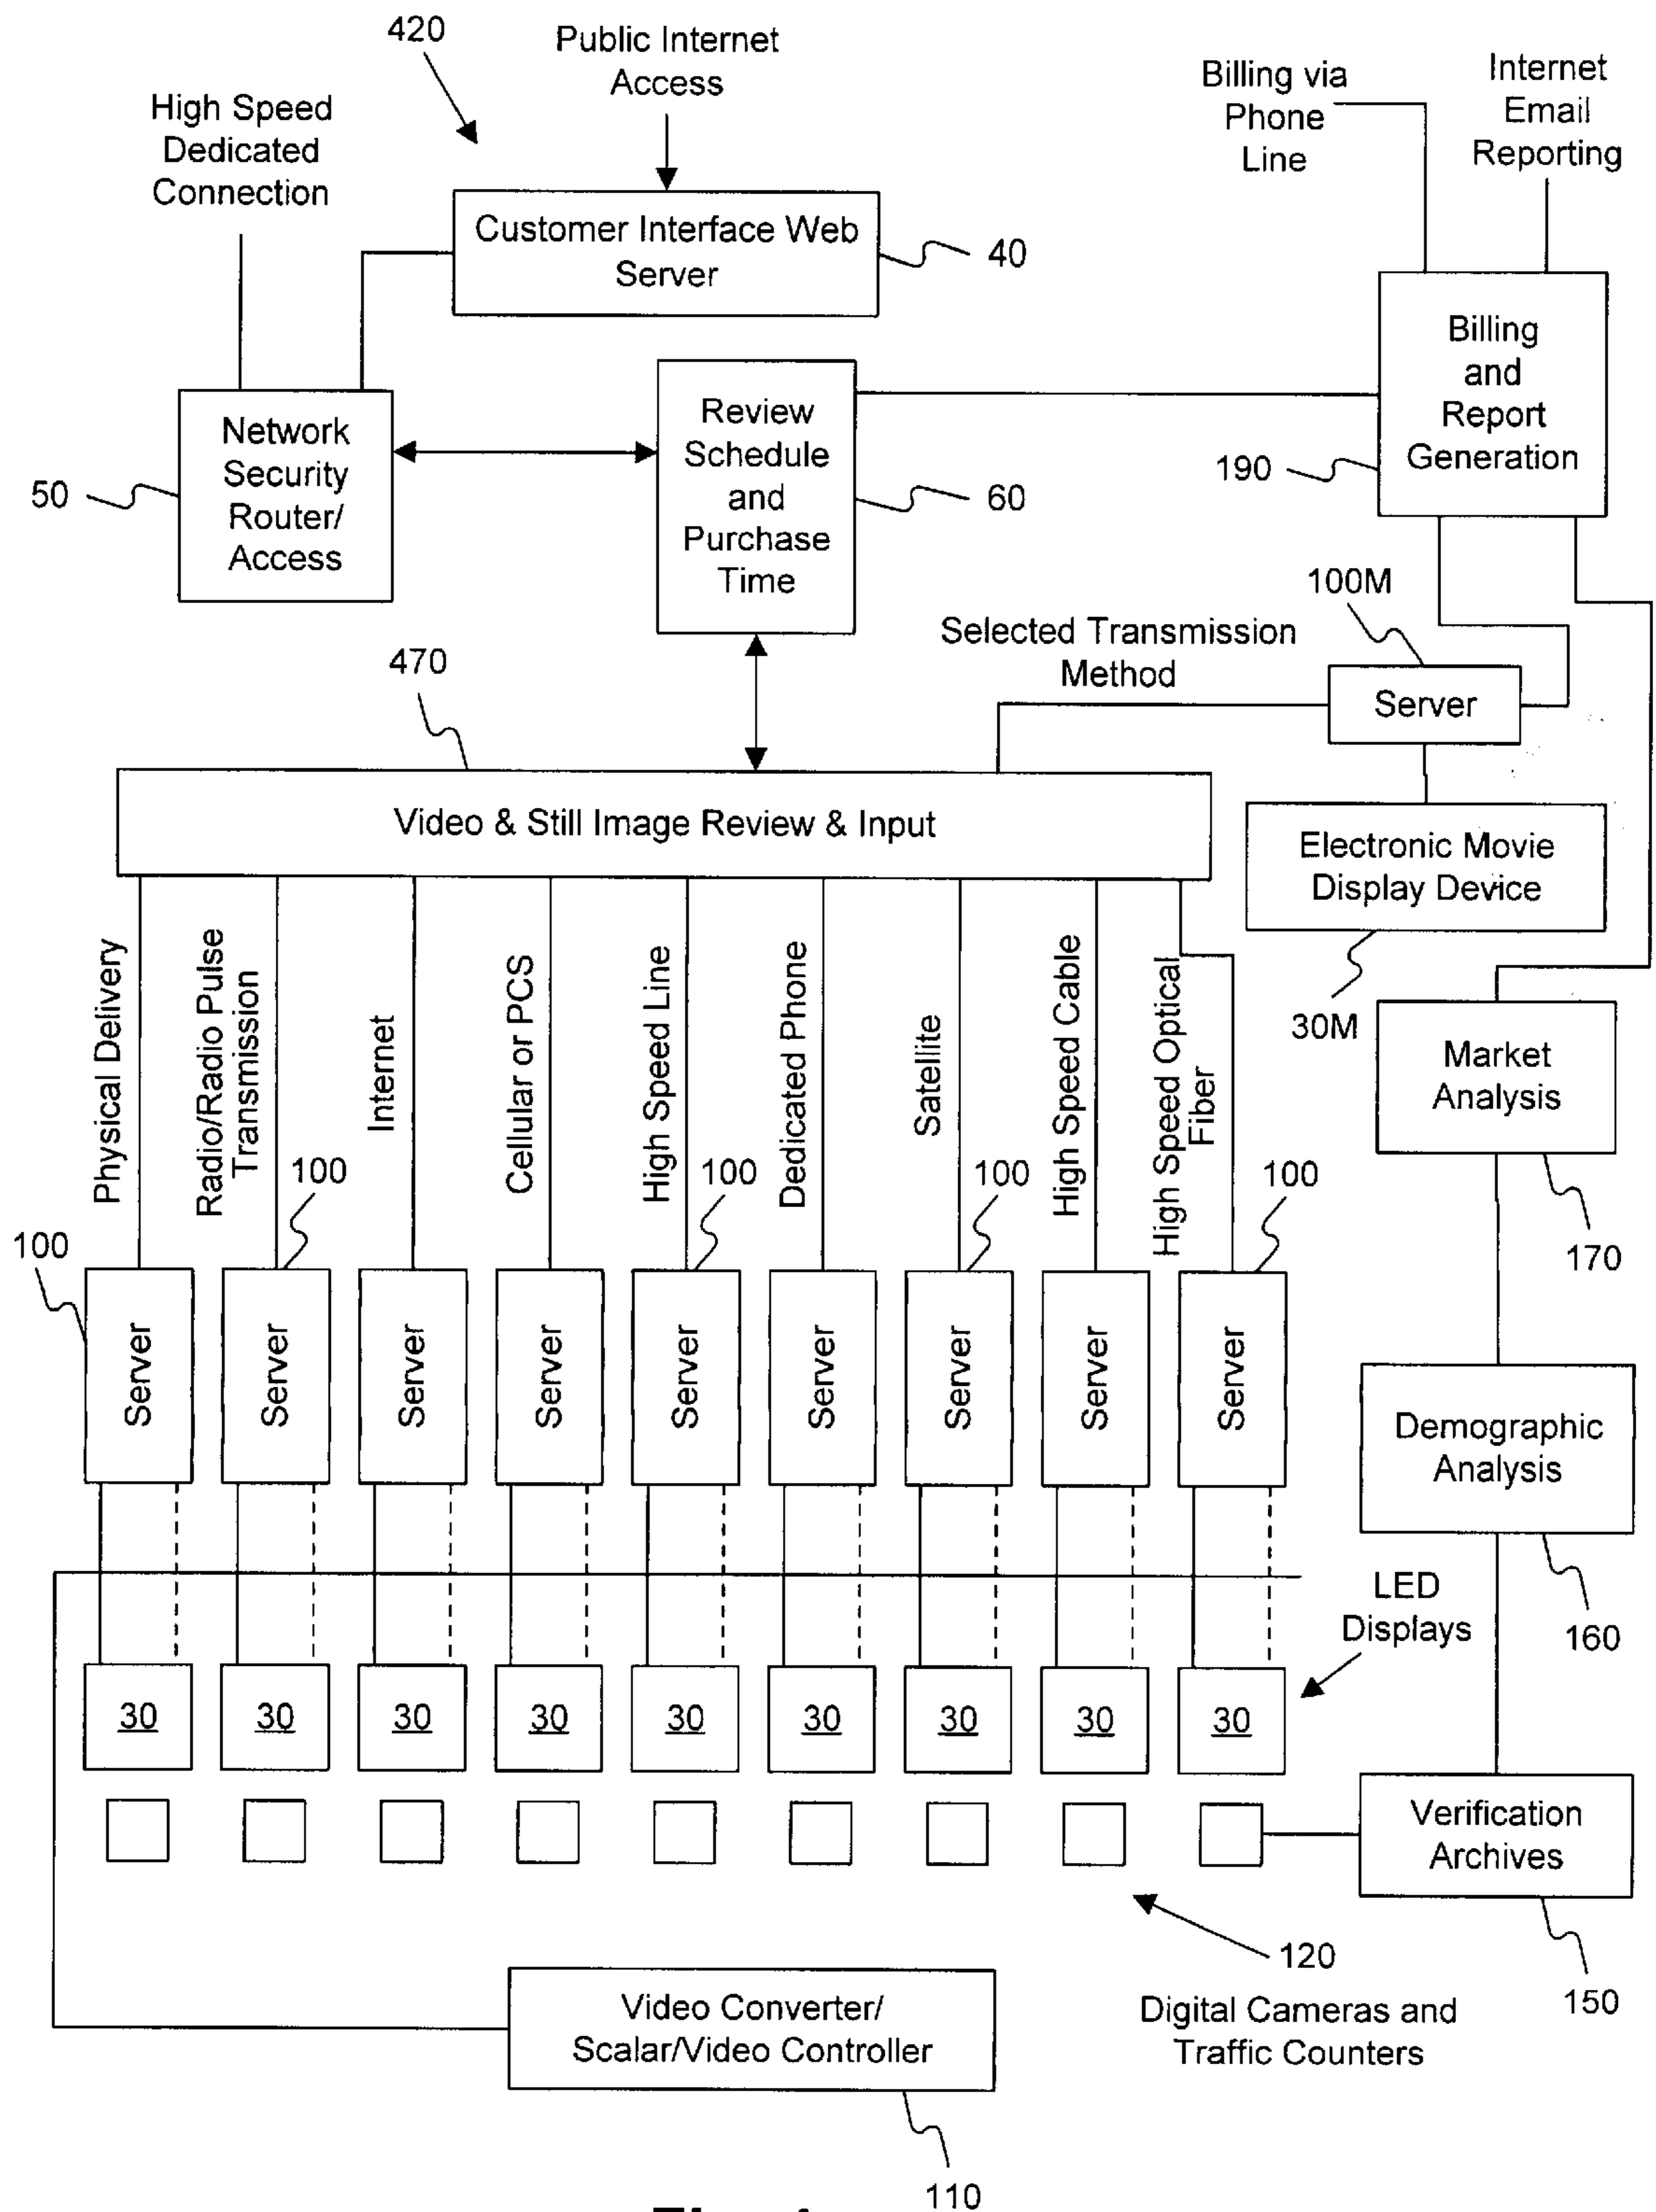 420
Public Internet
Access
High Speed
Dedicated
Connection
Billing via
Phone
Line
Internet
Email
Reporting
Customer Interface Web
Server
40
Network
Security
Router/
Access
50
Review
Schedule
and
Purchase
Time
60
Billing
and
Report
Generation
190
Selected Transmission
Method
100M
Server
470
Video & Still Image Review & Input
Electronic Movie
Display Device
30M
Physical Delivery
Radio/Radio Pulse
Transmission
Internet
Cellular or PCS
High Speed Line
Dedicated Phone
Satellite
High Speed Cable
High Speed Optical
Fiber
Market
Analysis
170
100
100
100
100
100
Server
Server
Server
Server
Server
Server
Server
Server
Server
Demographic
Analysis
160
LED
Displays
30
30
30
30
30
30
30
30
30
Verification
Archives
150
120
Digital Cameras and
Traffic Counters
Video Converter/
Scalar/Video Controller
110